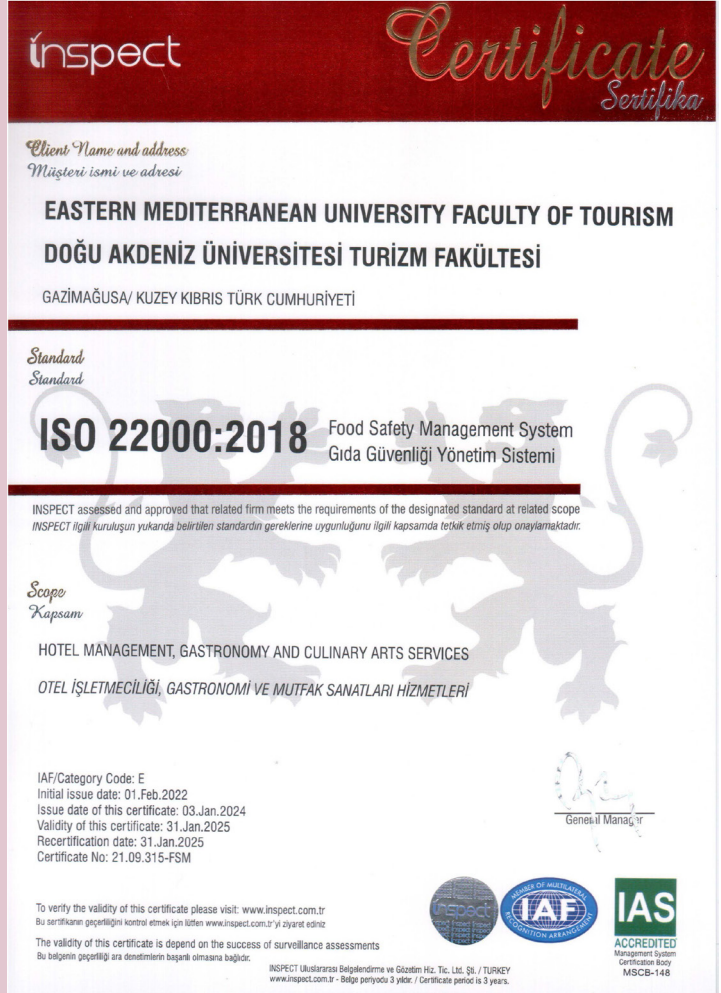 inspect
Certificate
Sertifika
Client Name and address
Müşteri ismi ve adresi
EASTERN MEDITERRANEAN UNIVERSITY FACULTY OF TOURISM
DOĞU AKDENİZ ÜNİVERSİTESİ TURİZM FAKÜLTESİ
GAZİMAĞUSA/ KUZEY KIBRIS TÜRK CUMHURİYETİ
Standard
Standard
ISO 22000:2018
Food Safety Management System
Gıda Güvenliği Yönetim Sistemi
INSPECT assessed and approved that related firm meets the requirements of the designated standard at related scope
INSPECT ilgili kuruluşun yukarıda belirtilen standardın gereklerine uygunluğunu ilgili kapsamda tetkik etmiş olup onaylamaktadır.
Scope
Kapsam
HOTEL MANAGEMENT, GASTRONOMY AND CULINARY ARTS SERVICES
OTEL İŞLETMECİLİĞİ, GASTRONOMİ VE MUTFAK SANATLARI HİZMETLERİ
IAF/Category Code: E
Initial issue date: 01.Feb.2022
Issue date of this certificate: 03.Jan.2024
Validity of this certificate: 31.Jan.2025
Recertification date: 31.Jan.2025
Certificate No: 21.09.315-FSM
General Manager
To verify the validity of this certificate please visit: www.inspect.com.tr
Bu sertifikanın geçerliliğini kontrol etmek için lütfen www.inspect.com.tr'yi ziyaret ediniz
The validity of this certificate is depend on the success of surveillance assessments
Bu belgenin geçerliliği ara denetimlerin başarılı olmasına bağlıdır.
inspect
MEMBER OF MULTILATERAL
IAF
RECOGNITION ARRANGEMENT
IAS
ACCREDITED
Management System
Certification Body
MSCB-148
INSPECT Uluslararası Belgelendirme ve Gözetim Hiz. Tic. Ltd. Şti. / TURKEY
www.inspect.com.tr - Belge periyodu 3 yıldır. / Certificate period is 3 years.